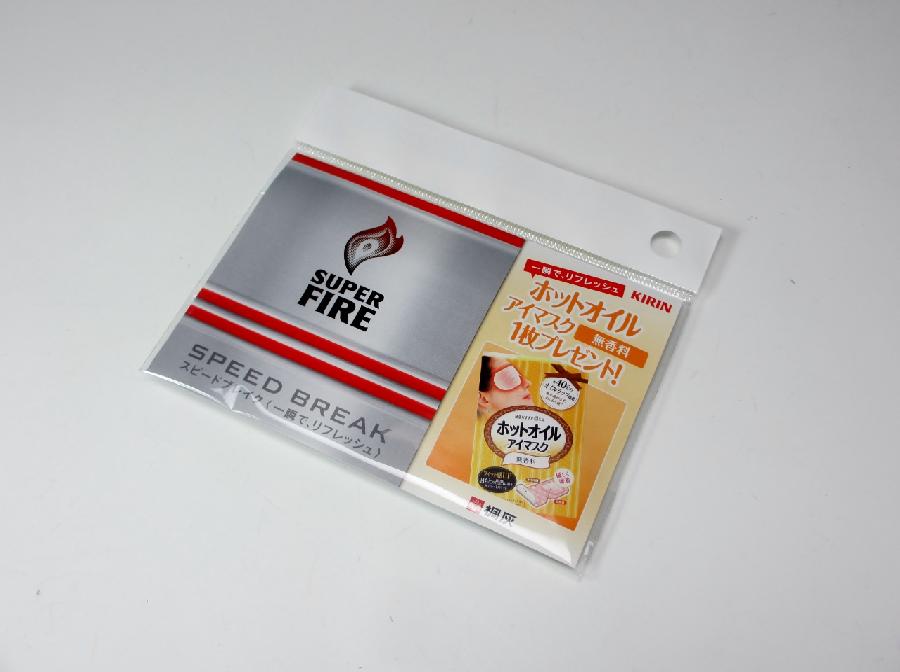 SUPER
FIRE
SPEED BREAK
スピードブレイク〈一瞬で、リフレッシュ〉
一瞬で、リフレッシュ
KIRIN
ホットオイル
アイマスク 無香料
1枚プレゼント!
ホットオイル
アイマスク
無香料
桐灰